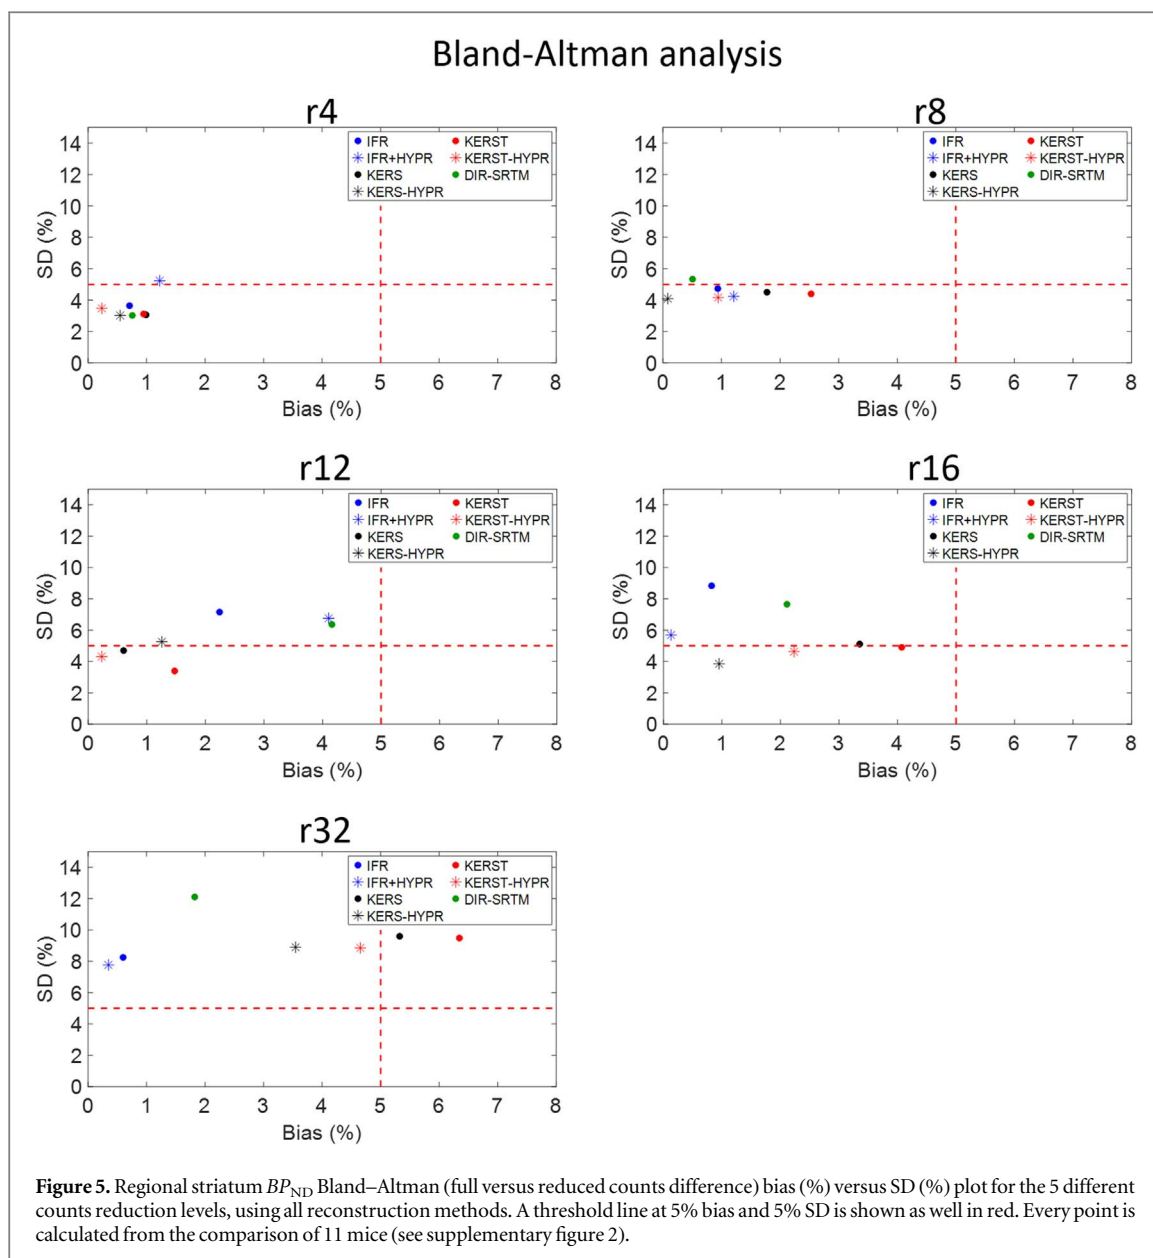 Bland-Altman analysis
r4
14
12
10
8
6
4
2
0
SD (%)
IFR
IFR+HYPR
KERS
KERS-HYPR
KERST
KERST-HYPR
DIR-SRTM
0 1 2 3 4 5 6 7 8
Bias (%)
r8
14
12
10
8
6
4
2
0
SD (%)
IFR
IFR+HYPR
KERS
KERS-HYPR
KERST
KERST-HYPR
DIR-SRTM
0 1 2 3 4 5 6 7 8
Bias (%)
r12
14
12
10
8
6
4
2
0
SD (%)
IFR
IFR+HYPR
KERS
KERS-HYPR
KERST
KERST-HYPR
DIR-SRTM
0 1 2 3 4 5 6 7 8
Bias (%)
r16
14
12
10
8
6
4
2
0
SD (%)
IFR
IFR+HYPR
KERS
KERS-HYPR
KERST
KERST-HYPR
DIR-SRTM
0 1 2 3 4 5 6 7 8
Bias (%)
r32
14
12
10
8
6
4
2
0
SD (%)
IFR
IFR+HYPR
KERS
KERS-HYPR
KERST
KERST-HYPR
DIR-SRTM
0 1 2 3 4 5 6 7 8
Bias (%)
Figure 5. Regional striatum BPND Bland–Altman (full versus reduced counts difference) bias (%) versus SD (%) plot for the 5 different
counts reduction levels, using all reconstruction methods. A threshold line at 5% bias and 5% SD is shown as well in red. Every point is
calculated from the comparison of 11 mice (see supplementary figure 2).